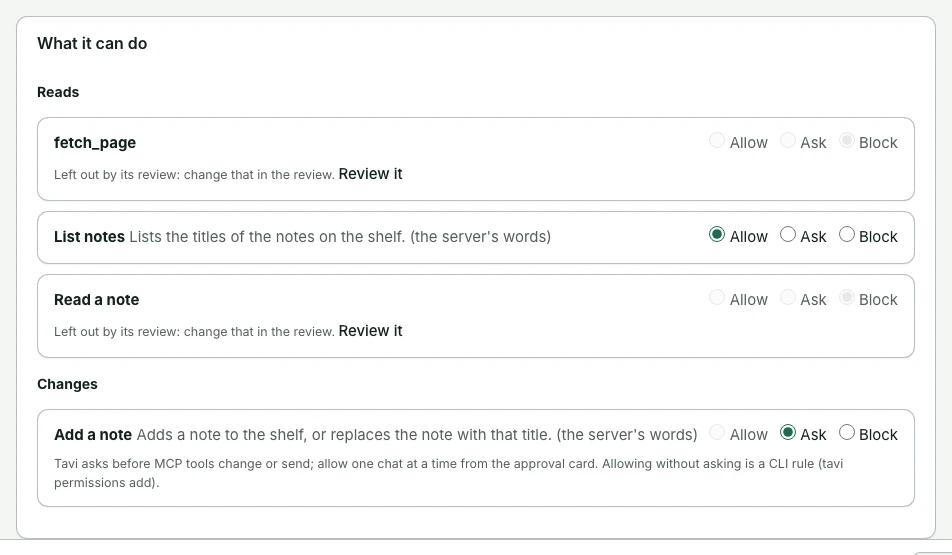 What it can do
Reads
fetch_page
Allow Ask Block
Left out by its review: change that in the review. Review it
List notes Lists the titles of the notes on the shelf. (the server's words)
Allow Ask Block
Read a note
Allow Ask Block
Left out by its review: change that in the review. Review it
Changes
Add a note Adds a note to the shelf, or replaces the note with that title. (the server's words)
Allow Ask Block
Tavi asks before MCP tools change or send; allow one chat at a time from the approval card. Allowing without asking is a CLI rule (tavi
permissions add).